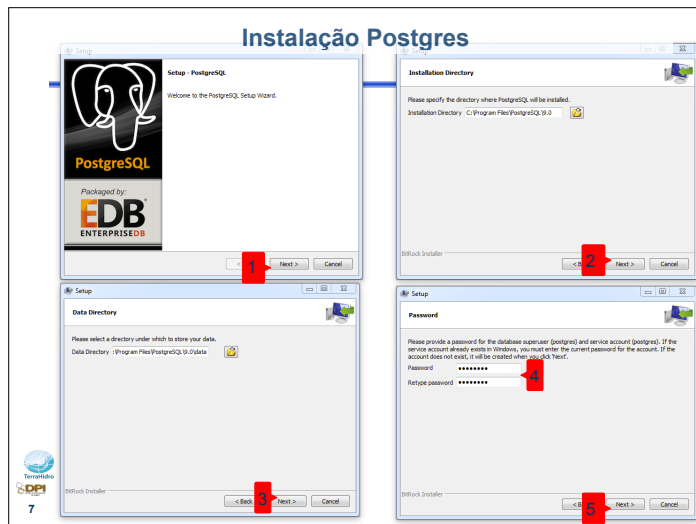 Instalação Postgres
Setup
Setup - PostgreSQL
Welcome to the PostgreSQL Setup Wizard.
PostgreSQL
Packaged by:
EDB
ENTERPRISEDB
<
1
Next >
Cancel
Setup
Installation Directory
Please specify the directory where PostgreSQL will be installed.
Installation Directory C:\Program Files\PostgreSQL\9.0
BitRock Installer
< B
2
Next >
Cancel
Setup
Data Directory
Please select a directory under which to store your data.
Data Directory :\Program Files\PostgreSQL\9.0\data
BitRock Installer
< Back
3
Next >
Cancel
Setup
Password
Please provide a password for the database superuser (postgres) and service account (postgres). If the
service account already exists in Windows, you must enter the current password for the account. If the
account does not exist, it will be created when you click 'Next'.
Password ••••••••
Retype password ••••••••
4
BitRock Installer
< B
5
Next >
Cancel
TerraHidro
DPI
7